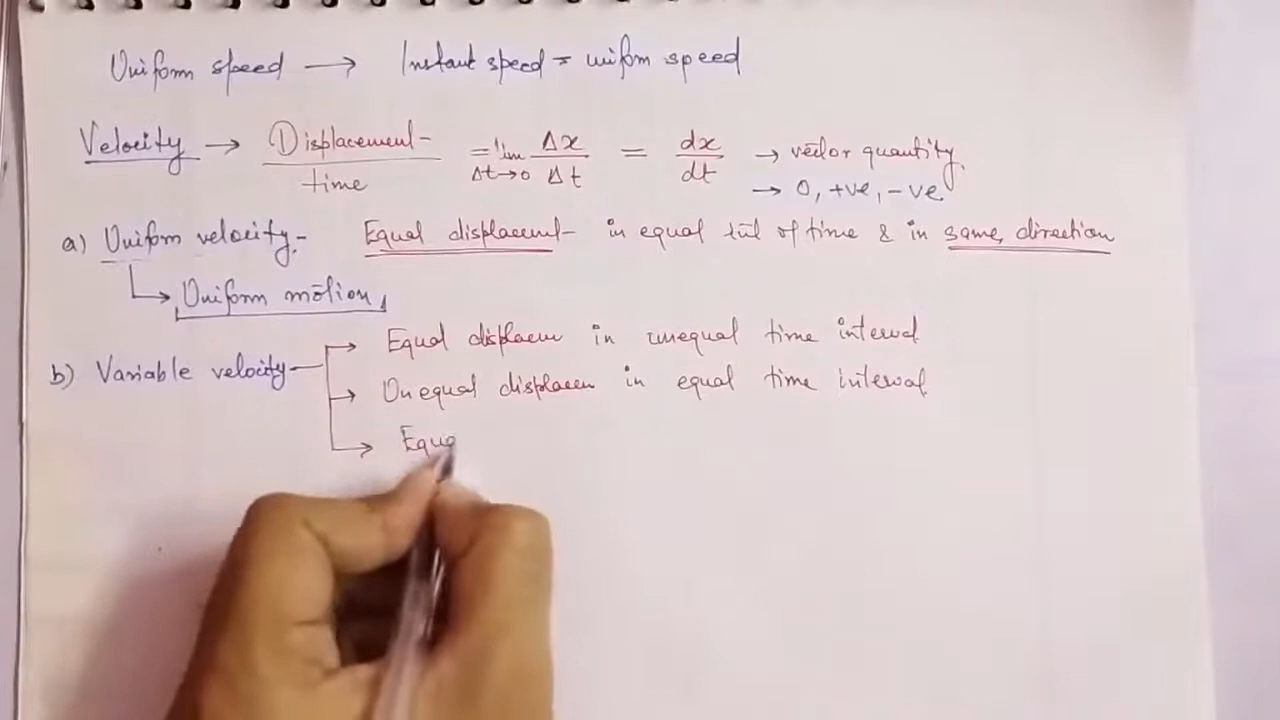 Uniform speed → Instant speed = unifom speed
Velocity → Displacement / time = lim Δt→0 Δx / Δt = dx / dt → vector quantity
→ 0, +ve, -ve
a) Uniform velocity - Equal displacement - in equal of time & in same direction
Uniform motion
Equal displacem in unequal time interval
b) Variable velocity
Unequal displacem in equal time interval
Equa